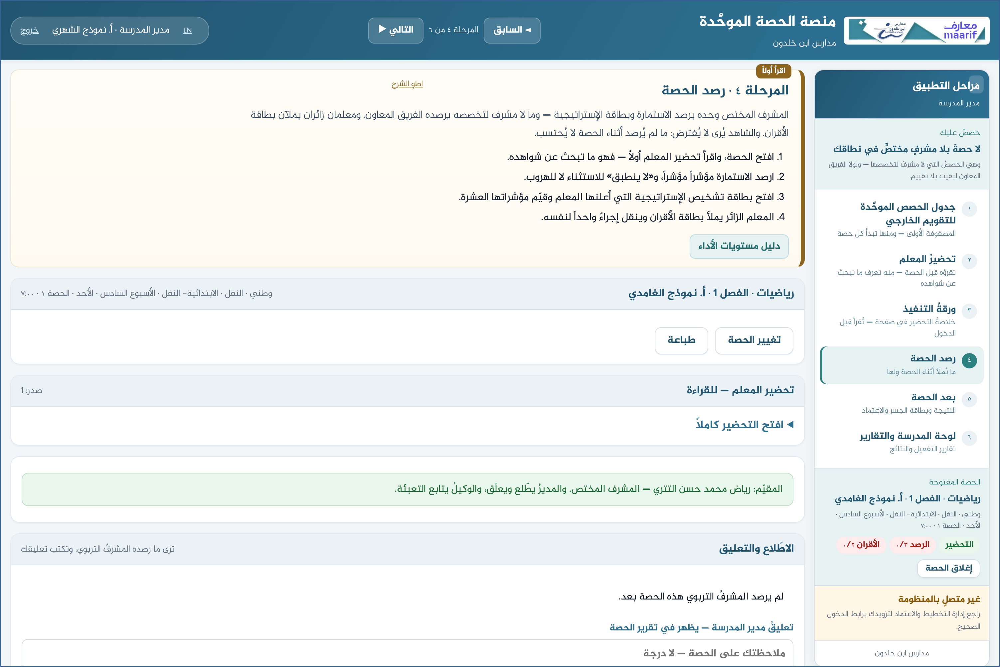 معارف
maarif
مدارس
ابن خلدون
Ibn Khaldun Schools
منصة الحصة الموحَّدة
مدارس ابن خلدون
◄ السابق
المرحلة ٤ من ٦
التالي ►
EN
مدير المدرسة · أ. نموذج الشهري
خروج
مراحل التطبيق
مدير المدرسة
حصصٌ عليك
لا حصةَ بلا مشرفٍ مختصٍّ في نطاقك
وهي الحصصُ التي لا مشرفَ لتخصصها — ولولا الفريق
المعاون لبقيت بلا تقييم.
١
جدول الحصص الموحَّدة
للتقويم الخارجي
المصفوفة الأولى — ومنها تبدأ كل حصة
٢
تحضيرُ المعلم
تقرؤه قبل الحصة — منه تعرف ما تبحث
عن شواهده
٣
ورقةُ التنفيذ
خلاصةُ التحضير في صفحة — تُقرأ قبل
الدخول
٤
رصد الحصة
ما يُملأ أثناء الحصة ولها
٥
بعد الحصة
النتيجة وبطاقة الجسر والاعتماد
٦
لوحة المدرسة والتقارير
تقارير التفعيل والنتائج
الحصة المفتوحة
رياضيات · الفصل 1 · أ. نموذج الغامدي
وطني · النفل · الابتدائية- النفل · الأسبوع السادس ·
الأحد · الحصة ١ · ٧:٠٠
التحضير
الرصد ٠/٣
الأقران ٠/٢
إغلاق الحصة
غير متصلٍ بالمنظومة
راجع إدارة التخطيط والاعتماد لتزويدك برابط الدخول
الصحيح.
مدارس ابن خلدون
اقرأ أولاً
المرحلة ٤ · رصد الحصة
اطوِ الشرح
المشرف المختص وحده يرصد الاستمارة وبطاقة الإستراتيجية — وما لا مشرف لتخصصه يرصده الفريق المعاون. ومعلمان زائران يملآن بطاقة
الأقران. والشاهد يُرى لا يُفترض: ما لم يُرصد أثناء الحصة لا يُحتسب.
1. افتح الحصة، واقرأ تحضير المعلم أولاً — فهو ما تبحث عن شواهده.
2. ارصد الاستمارة مؤشراً مؤشراً، و«لا ينطبق» للاستثناء لا للهروب.
3. افتح بطاقة تشخيص الإستراتيجية التي أعلنها المعلم وقيّم مؤشراتها العشرة.
4. المعلم الزائر يملأ بطاقة الأقران وينقل إجراءً واحداً لنفسه.
دليل مستويات الأداء
رياضيات · الفصل 1 · أ. نموذج الغامدي
وطني · النفل · الابتدائية- النفل · الأسبوع السادس · الأحد · الحصة ١ · ٧:٠٠
تغيير الحصة
طباعة
تحضير المعلم — للقراءة
صدر: 1
◄ افتح التحضير كاملاً
المقيّم: رياض محمد حسن التتري — المشرف المختص. والمديرُ يطّلع ويعلّق، والوكيلُ يتابع التعبئة.
الاطّلاع والتعليق
ترى ما رصده المشرفُ التربوي، وتكتب تعليقك
لم يرصد المشرفُ التربوي هذه الحصة بعد.
تعليقُ مدير المدرسة — يظهر في تقرير الحصة
ملاحظتك على الحصة — لا درجة